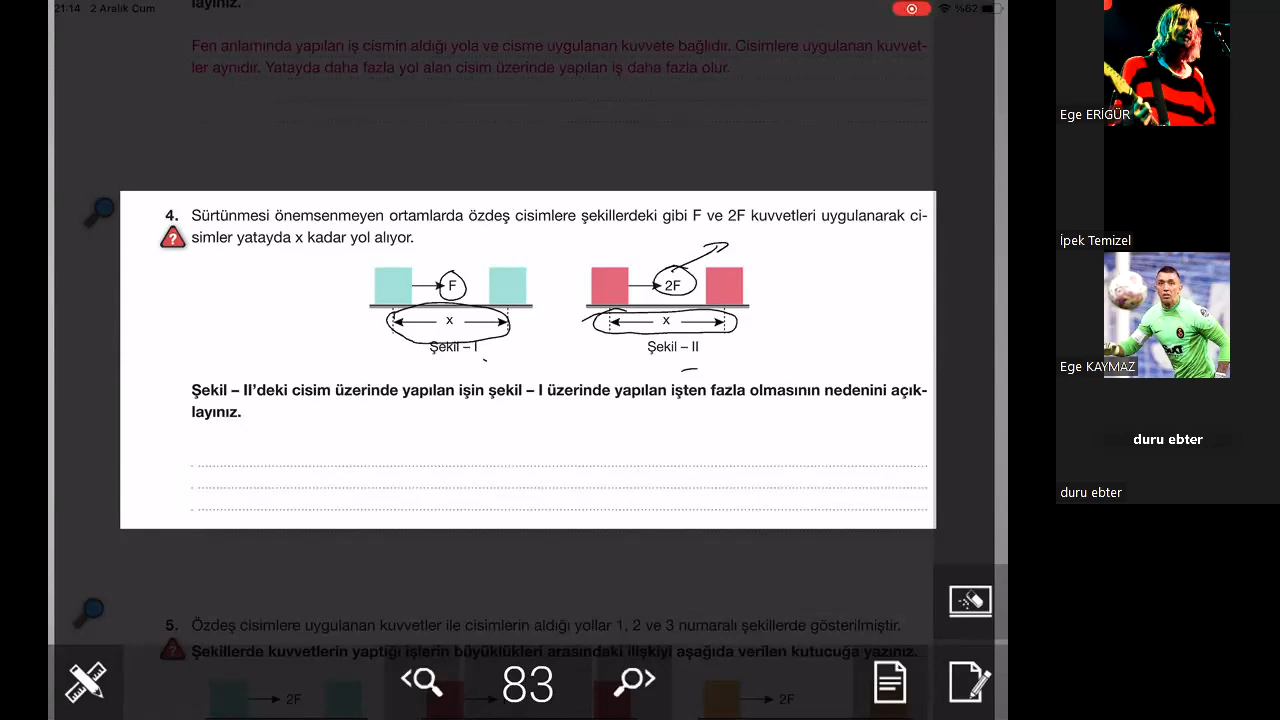 21:14 2 Aralık Cum
%62
layınız.
Fen anlamında yapılan iş cismin aldığı yola ve cisme uygulanan kuvvete bağlıdır. Cisimlere uygulanan kuvvet-
ler aynıdır. Yatayda daha fazla yol alan cisim üzerinde yapılan iş daha fazla olur.
4. Sürtünmesi önemsenmeyen ortamlarda özdeş cisimlere şekillerdeki gibi F ve 2F kuvvetleri uygulanarak ci-
simler yatayda x kadar yol alıyor.
F
2F
x
x
Şekil – I
Şekil – II
Şekil – II'deki cisim üzerinde yapılan işin şekil – I üzerinde yapılan işten fazla olmasının nedenini açık-
layınız.
5. Özdeş cisimlere uygulanan kuvvetler ile cisimlerin aldığı yollar 1, 2 ve 3 numaralı şekillerde gösterilmiştir.
Şekillerde kuvvetlerin yaptığı işlerin büyüklükleri arasındaki ilişkiyi aşağıda verilen kutucuğa yazınız.
2F
2F
83
Ege ERİGÜR
İpek Temizel
Ege KAYMAZ
duru ebter
duru ebter